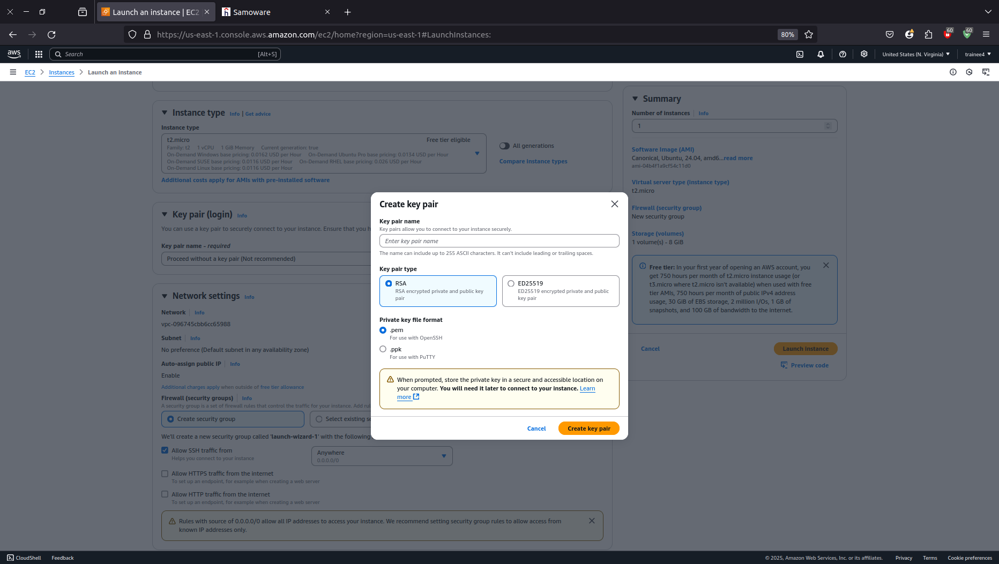 Launch an instance | EC2
Samoware
https://us-east-1.console.aws.amazon.com/ec2/home?region=us-east-1#LaunchInstances:
80%
60
60
aws
Search
[Alt+S]
United States (N. Virginia)
trainee4
EC2
Instances
Launch an instance
Instance type
Info | Get advice
Instance type
t2.micro
Free tier eligible
Family: t2 1 vCPU 1 GiB Memory Current generation: true
On-Demand Windows base pricing: 0.0162 USD per Hour On-Demand Ubuntu Pro base pricing: 0.0134 USD per Hour
On-Demand SUSE base pricing: 0.0116 USD per Hour On-Demand RHEL base pricing: 0.026 USD per Hour
On-Demand Linux base pricing: 0.0116 USD per Hour
All generations
Compare instance types
Additional costs apply for AMIs with pre-installed software
Key pair (login)
Info
You can use a key pair to securely connect to your instance. Ensure that you h
Key pair name - required
Proceed without a key pair (Not recommended)
Network settings
Info
Network
Info
vpc-096745cbb6cc65988
Subnet
Info
No preference (Default subnet in any availability zone)
Auto-assign public IP
Info
Enable
Additional charges apply when outside of free tier allowance
Firewall (security groups)
Info
A security group is a set of firewall rules that control the traffic for your instance. Add rul
Create security group
Select existing se
We'll create a new security group called 'launch-wizard-1' with the following
Allow SSH traffic from
Helps you connect to your instance
Anywhere
0.0.0.0/0
Allow HTTPS traffic from the internet
To set up an endpoint, for example when creating a web server
Allow HTTP traffic from the internet
To set up an endpoint, for example when creating a web server
Rules with source of 0.0.0.0/0 allow all IP addresses to access your instance. We recommend setting security group rules to allow access from
known IP addresses only.
Create key pair
Key pair name
Key pairs allow you to connect to your instance securely.
Enter key pair name
The name can include up to 255 ASCII characters. It can't include leading or trailing spaces.
Key pair type
RSA
RSA encrypted private and public key
pair
ED25519
ED25519 encrypted private and public
key pair
Private key file format
.pem
For use with OpenSSH
.ppk
For use with PuTTY
When prompted, store the private key in a secure and accessible location on
your computer. You will need it later to connect to your instance. Learn
more
Cancel
Create key pair
Summary
Number of instances
Info
1
Software Image (AMI)
Canonical, Ubuntu, 24.04, amd6...read more
ami-04b4f1a9cf54c11d0
Virtual server type (instance type)
t2.micro
Firewall (security group)
New security group
Storage (volumes)
1 volume(s) - 8 GiB
Free tier: In your first year of opening an AWS account, you
get 750 hours per month of t2.micro instance usage (or
t3.micro where t2.micro isn't available) when used with free
tier AMIs, 750 hours per month of public IPv4 address
usage, 30 GiB of EBS storage, 2 million I/Os, 1 GB of
snapshots, and 100 GB of bandwidth to the internet.
Cancel
Launch instance
Preview code
CloudShell
Feedback
© 2025, Amazon Web Services, Inc. or its affiliates.
Privacy
Terms
Cookie preferences